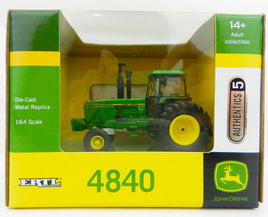 14+
Adult
collectible
Die-Cast
Metal Replica
1/64 Scale
AUTHENTICS 5
ERTL
4840
JOHN DEERE